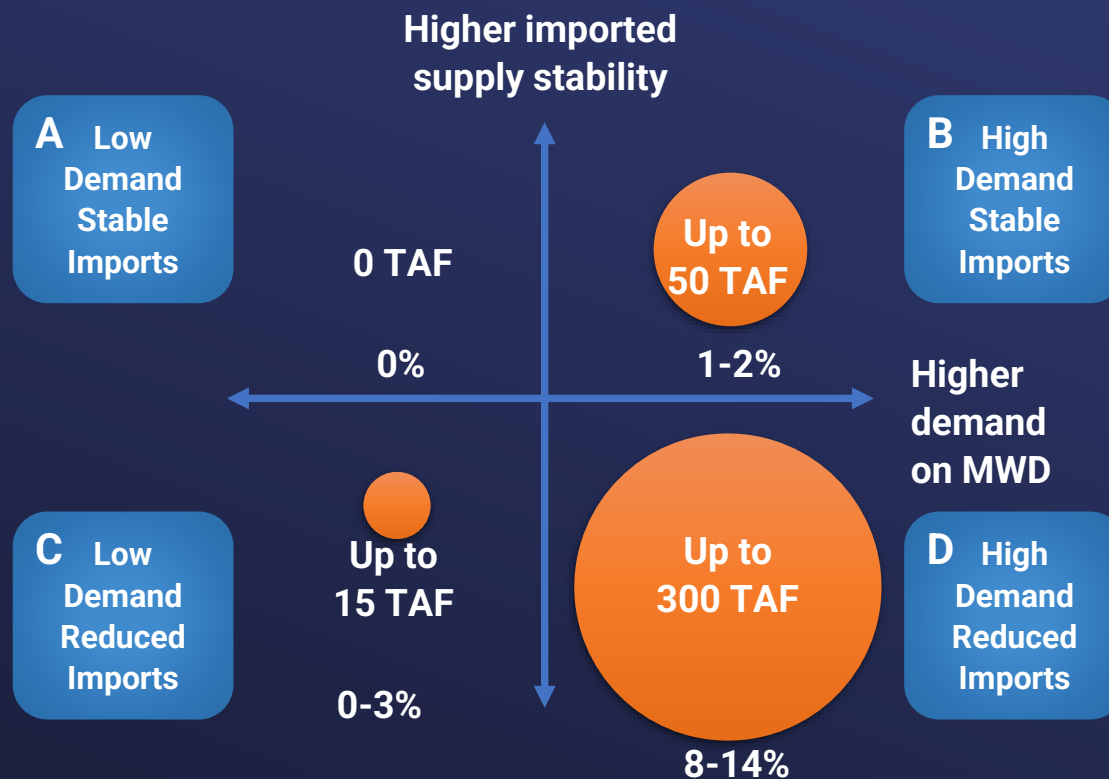 Higher imported
supply stability
A Low
Demand
Stable
Imports
0 TAF
0%
Up to
50 TAF
1-2%
B High
Demand
Stable
Imports
Higher
demand
on MWD
C Low
Demand
Reduced
Imports
Up to
15 TAF
0-3%
Up to
300 TAF
8-14%
D High
Demand
Reduced
Imports